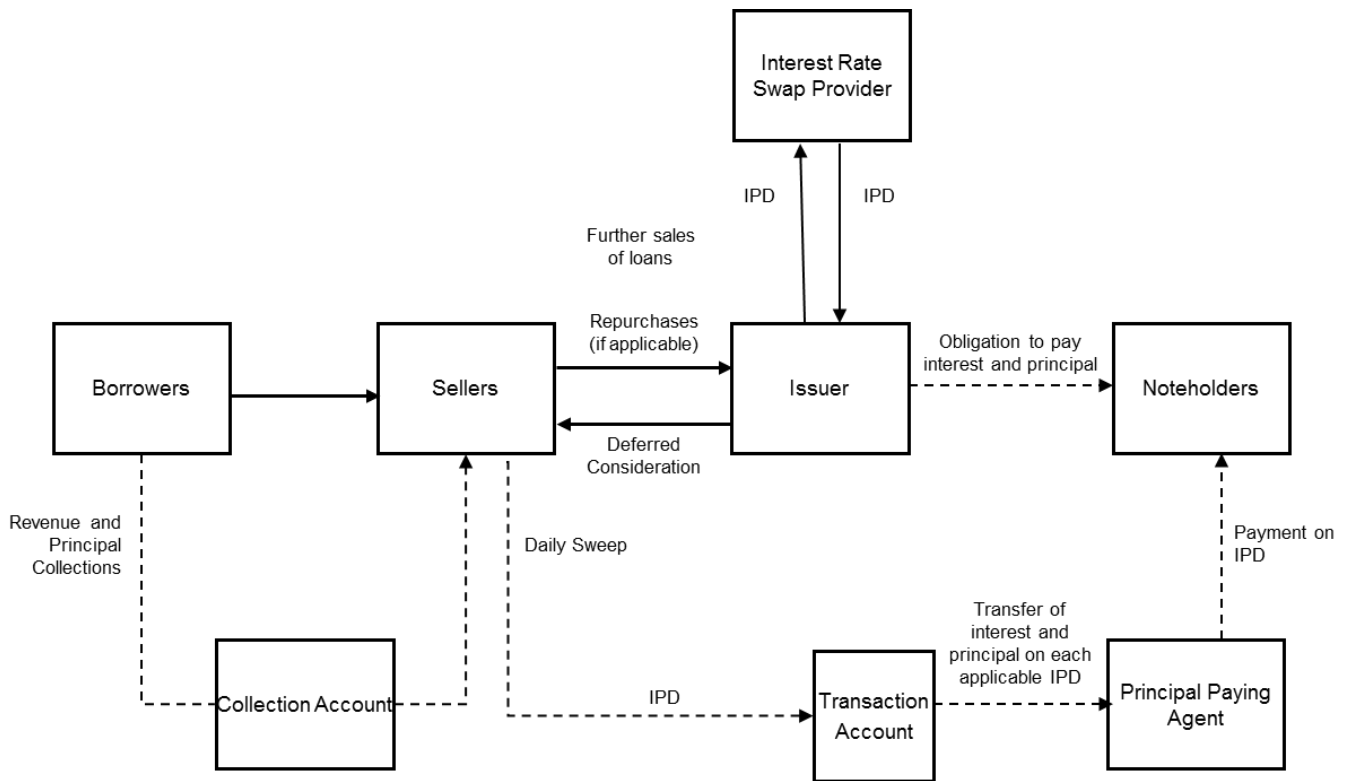 Interest Rate
Swap Provider
IPD
IPD
Further sales
of loans
Repurchases
(if applicable)
Obligation to pay
interest and principal
Borrowers
Sellers
Issuer
Noteholders
Deferred
Consideration
Revenue and
Principal
Collections
Daily Sweep
Payment on
IPD
Transfer of
interest and
principal on each
applicable IPD
Collection Account
IPD
Transaction
Account
Principal Paying
Agent